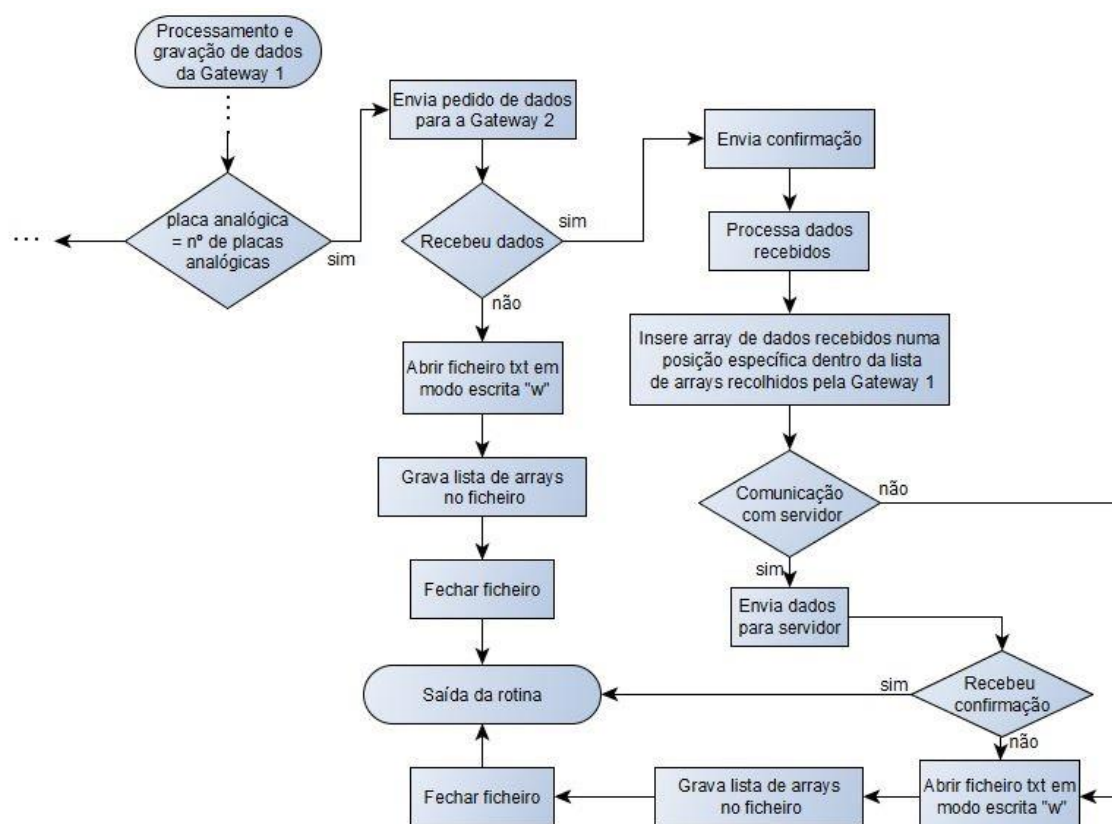 Processamento e
gravação de dados
da Gateway 1
...
placa analógica
= nº de placas
analógicas
...
sim
Envia pedido de dados
para a Gateway 2
Recebeu dados
sim
não
Abrir ficheiro txt em
modo escrita "w"
Grava lista de arrays
no ficheiro
Fechar ficheiro
Saída da rotina
Envia confirmação
Processa dados
recebidos
Insere array de dados recebidos numa
posição específica dentro da lista
de arrays recolhidos pela Gateway 1
Comunicação
com servidor
não
sim
Envia dados
para servidor
Recebeu
confirmação
sim
não
Abrir ficheiro txt em
modo escrita "w"
Grava lista de arrays
no ficheiro
Fechar ficheiro